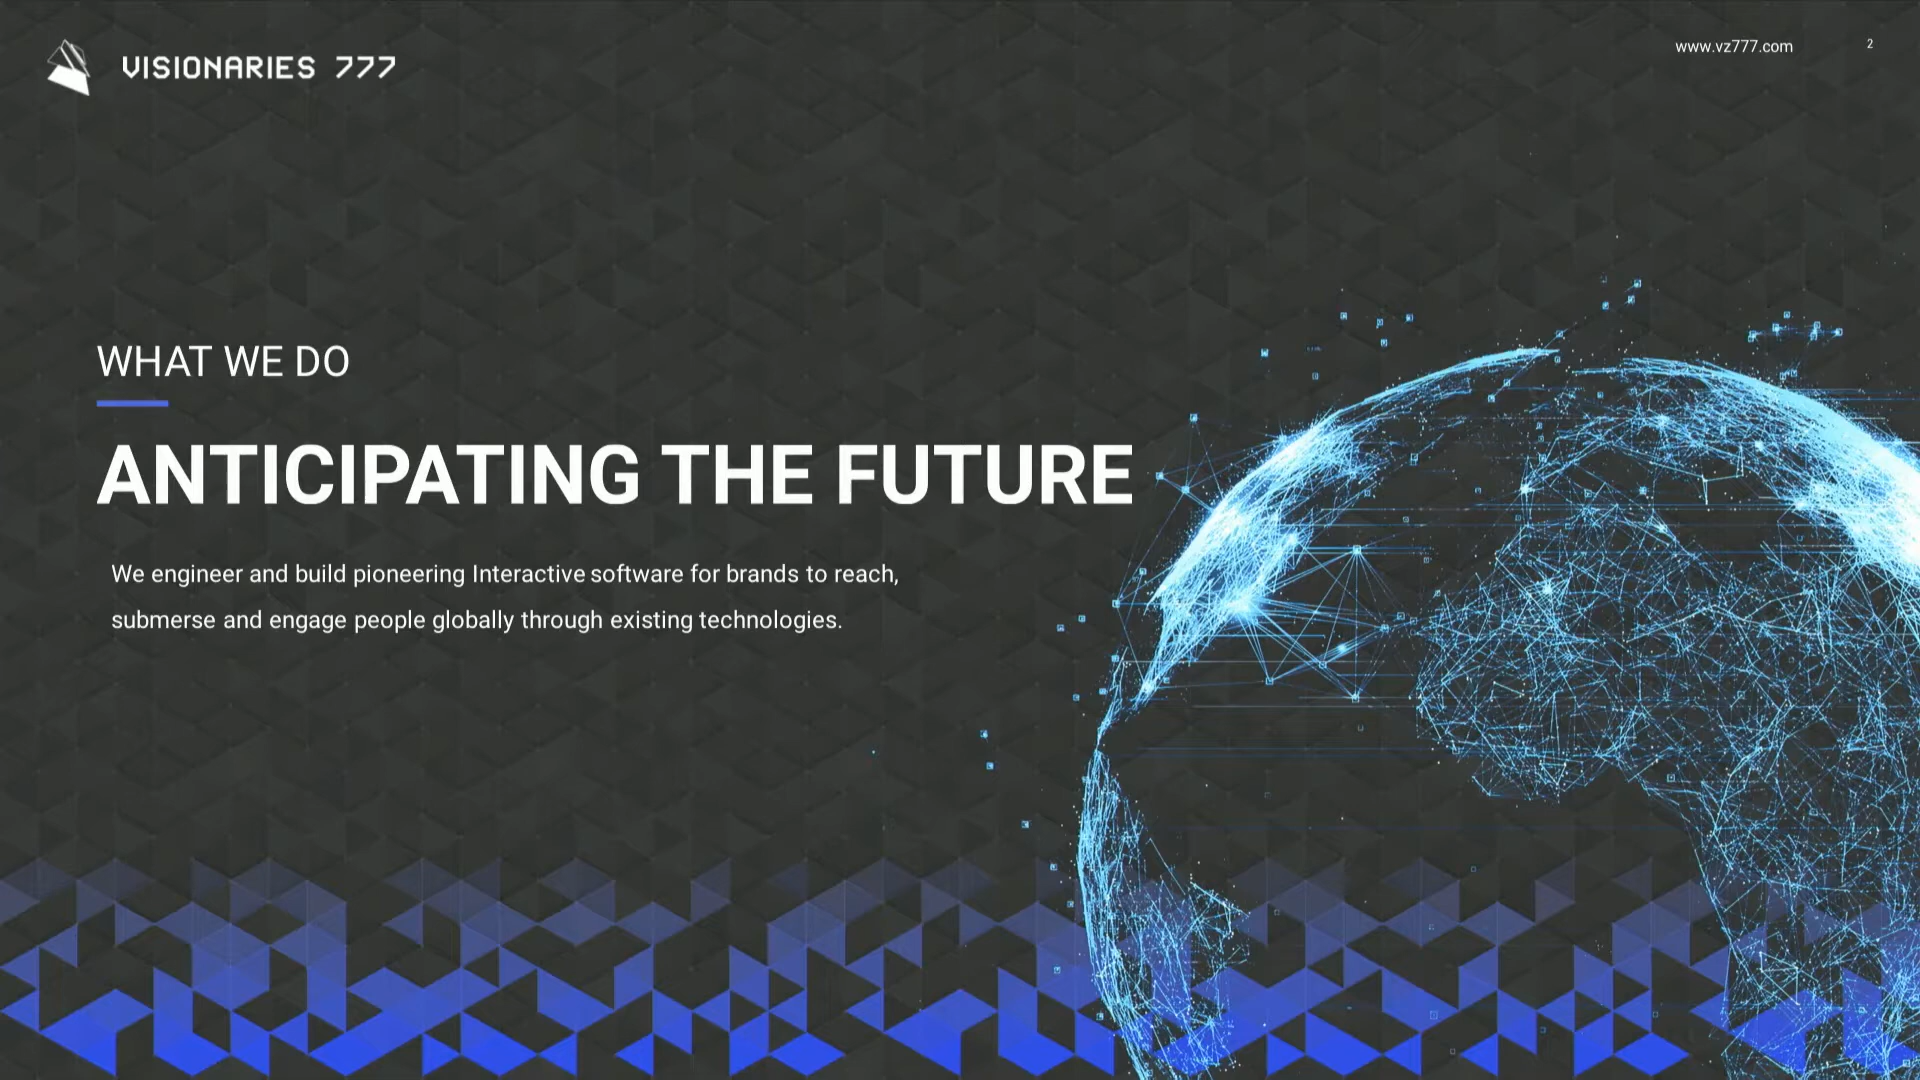 VISIONARIES 777
www.vz777.com
2
WHAT WE DO
ANTICIPATING THE FUTURE
We engineer and build pioneering Interactive software for brands to reach,
submerse and engage people globally through existing technologies.